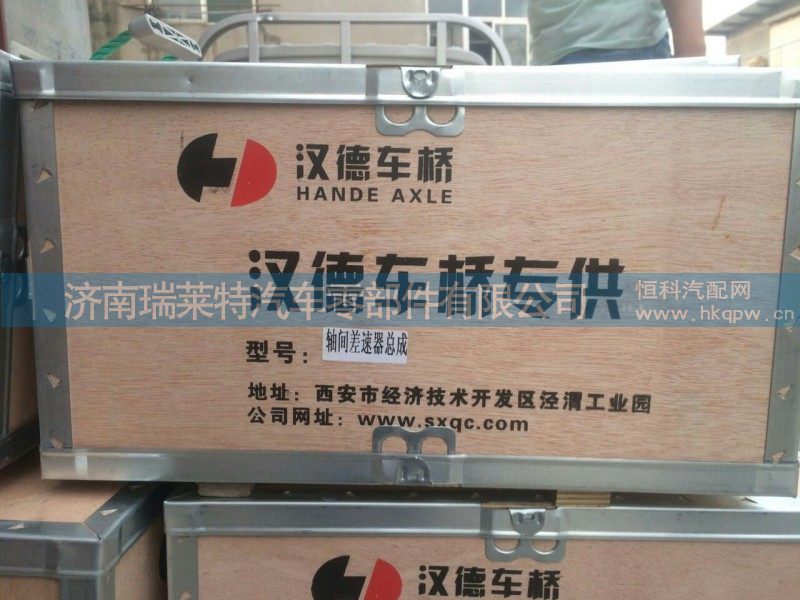 汉德车桥
HANDE AXLE
汉德车桥专供
济南瑞莱特汽车零部件有限公司
恒科汽配网
www.hkqpw.cn
型号：轴间差速器总成
地址：西安市经济技术开发区泾渭工业园
公司网址：www.sxqc.com
汉德车桥